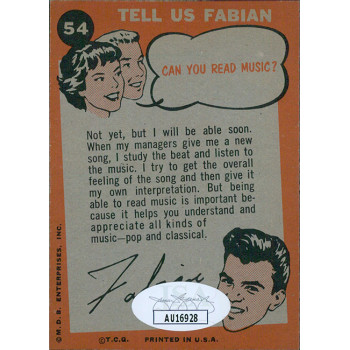 54
TELL US FABIAN
CAN YOU READ MUSIC?
Not yet, but I will be able soon.
When my managers give me a new
song, I study the beat and listen to
the music. I try to get the overall
feeling of the song and then give it
my own interpretation. But being
able to read music is important be-
cause it helps you understand and
appreciate all kinds of
music—pop and classical.
Fabian
AU16928
©M.D.B. ENTERPRISES, INC.
©T.C.G. PRINTED IN U.S.A.